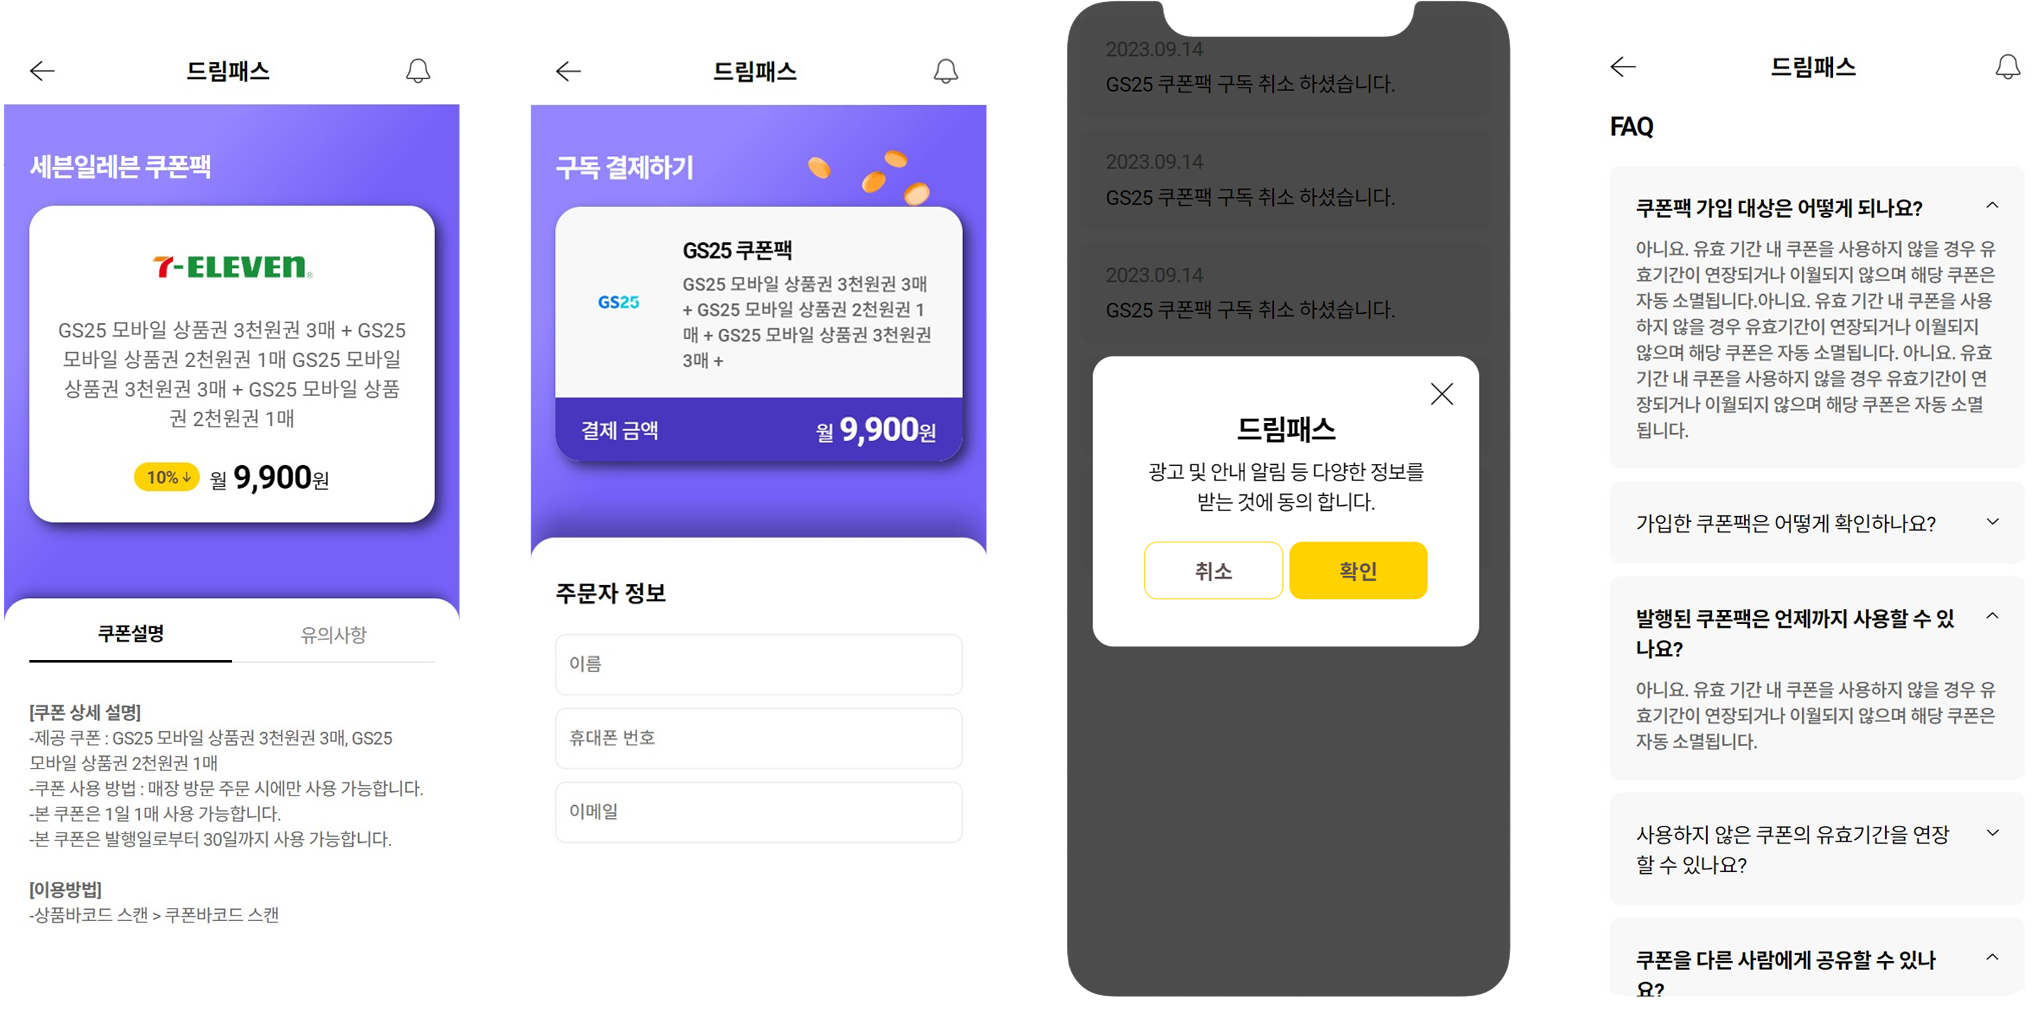 드림패스
세븐일레븐 쿠폰팩
7-ELEVEn®
GS25 모바일 상품권 3천원권 3매 + GS25
모바일 상품권 2천원권 1매 GS25 모바일
상품권 3천원권 3매 + GS25 모바일 상품
권 2천원권 1매
10%↓ 월 9,900원
쿠폰설명
유의사항
[쿠폰 상세 설명]
-제공 쿠폰 : GS25 모바일 상품권 3천원권 3매, GS25
모바일 상품권 2천원권 1매
-쿠폰 사용 방법 : 매장 방문 주문 시에만 사용 가능합니다.
-본 쿠폰은 1일 1매 사용 가능합니다.
-본 쿠폰은 발행일로부터 30일까지 사용 가능합니다.
[이용방법]
-상품바코드 스캔 > 쿠폰바코드 스캔
드림패스
구독 결제하기
GS25
GS25 쿠폰팩
GS25 모바일 상품권 3천원권 3매
+ GS25 모바일 상품권 2천원권 1
매 + GS25 모바일 상품권 3천원권
3매 +
결제 금액
월 9,900원
주문자 정보
이름
휴대폰 번호
이메일
2023.09.14
GS25 쿠폰팩 구독 취소 하셨습니다.
2023.09.14
GS25 쿠폰팩 구독 취소 하셨습니다.
2023.09.14
GS25 쿠폰팩 구독 취소 하셨습니다.
드림패스
광고 및 안내 알림 등 다양한 정보를
받는 것에 동의 합니다.
취소
확인
드림패스
FAQ
쿠폰팩 가입 대상은 어떻게 되나요?
아니요. 유효 기간 내 쿠폰을 사용하지 않을 경우 유
효기간이 연장되거나 이월되지 않으며 해당 쿠폰은
자동 소멸됩니다.아니요. 유효 기간 내 쿠폰을 사용
하지 않을 경우 유효기간이 연장되거나 이월되지
않으며 해당 쿠폰은 자동 소멸됩니다. 아니요. 유효
기간 내 쿠폰을 사용하지 않을 경우 유효기간이 연
장되거나 이월되지 않으며 해당 쿠폰은 자동 소멸
됩니다.
가입한 쿠폰팩은 어떻게 확인하나요?
발행된 쿠폰팩은 언제까지 사용할 수 있
나요?
아니요. 유효 기간 내 쿠폰을 사용하지 않을 경우 유
효기간이 연장되거나 이월되지 않으며 해당 쿠폰은
자동 소멸됩니다.
사용하지 않은 쿠폰의 유효기간을 연장
할 수 있나요?
쿠폰을 다른 사람에게 공유할 수 있나
요?